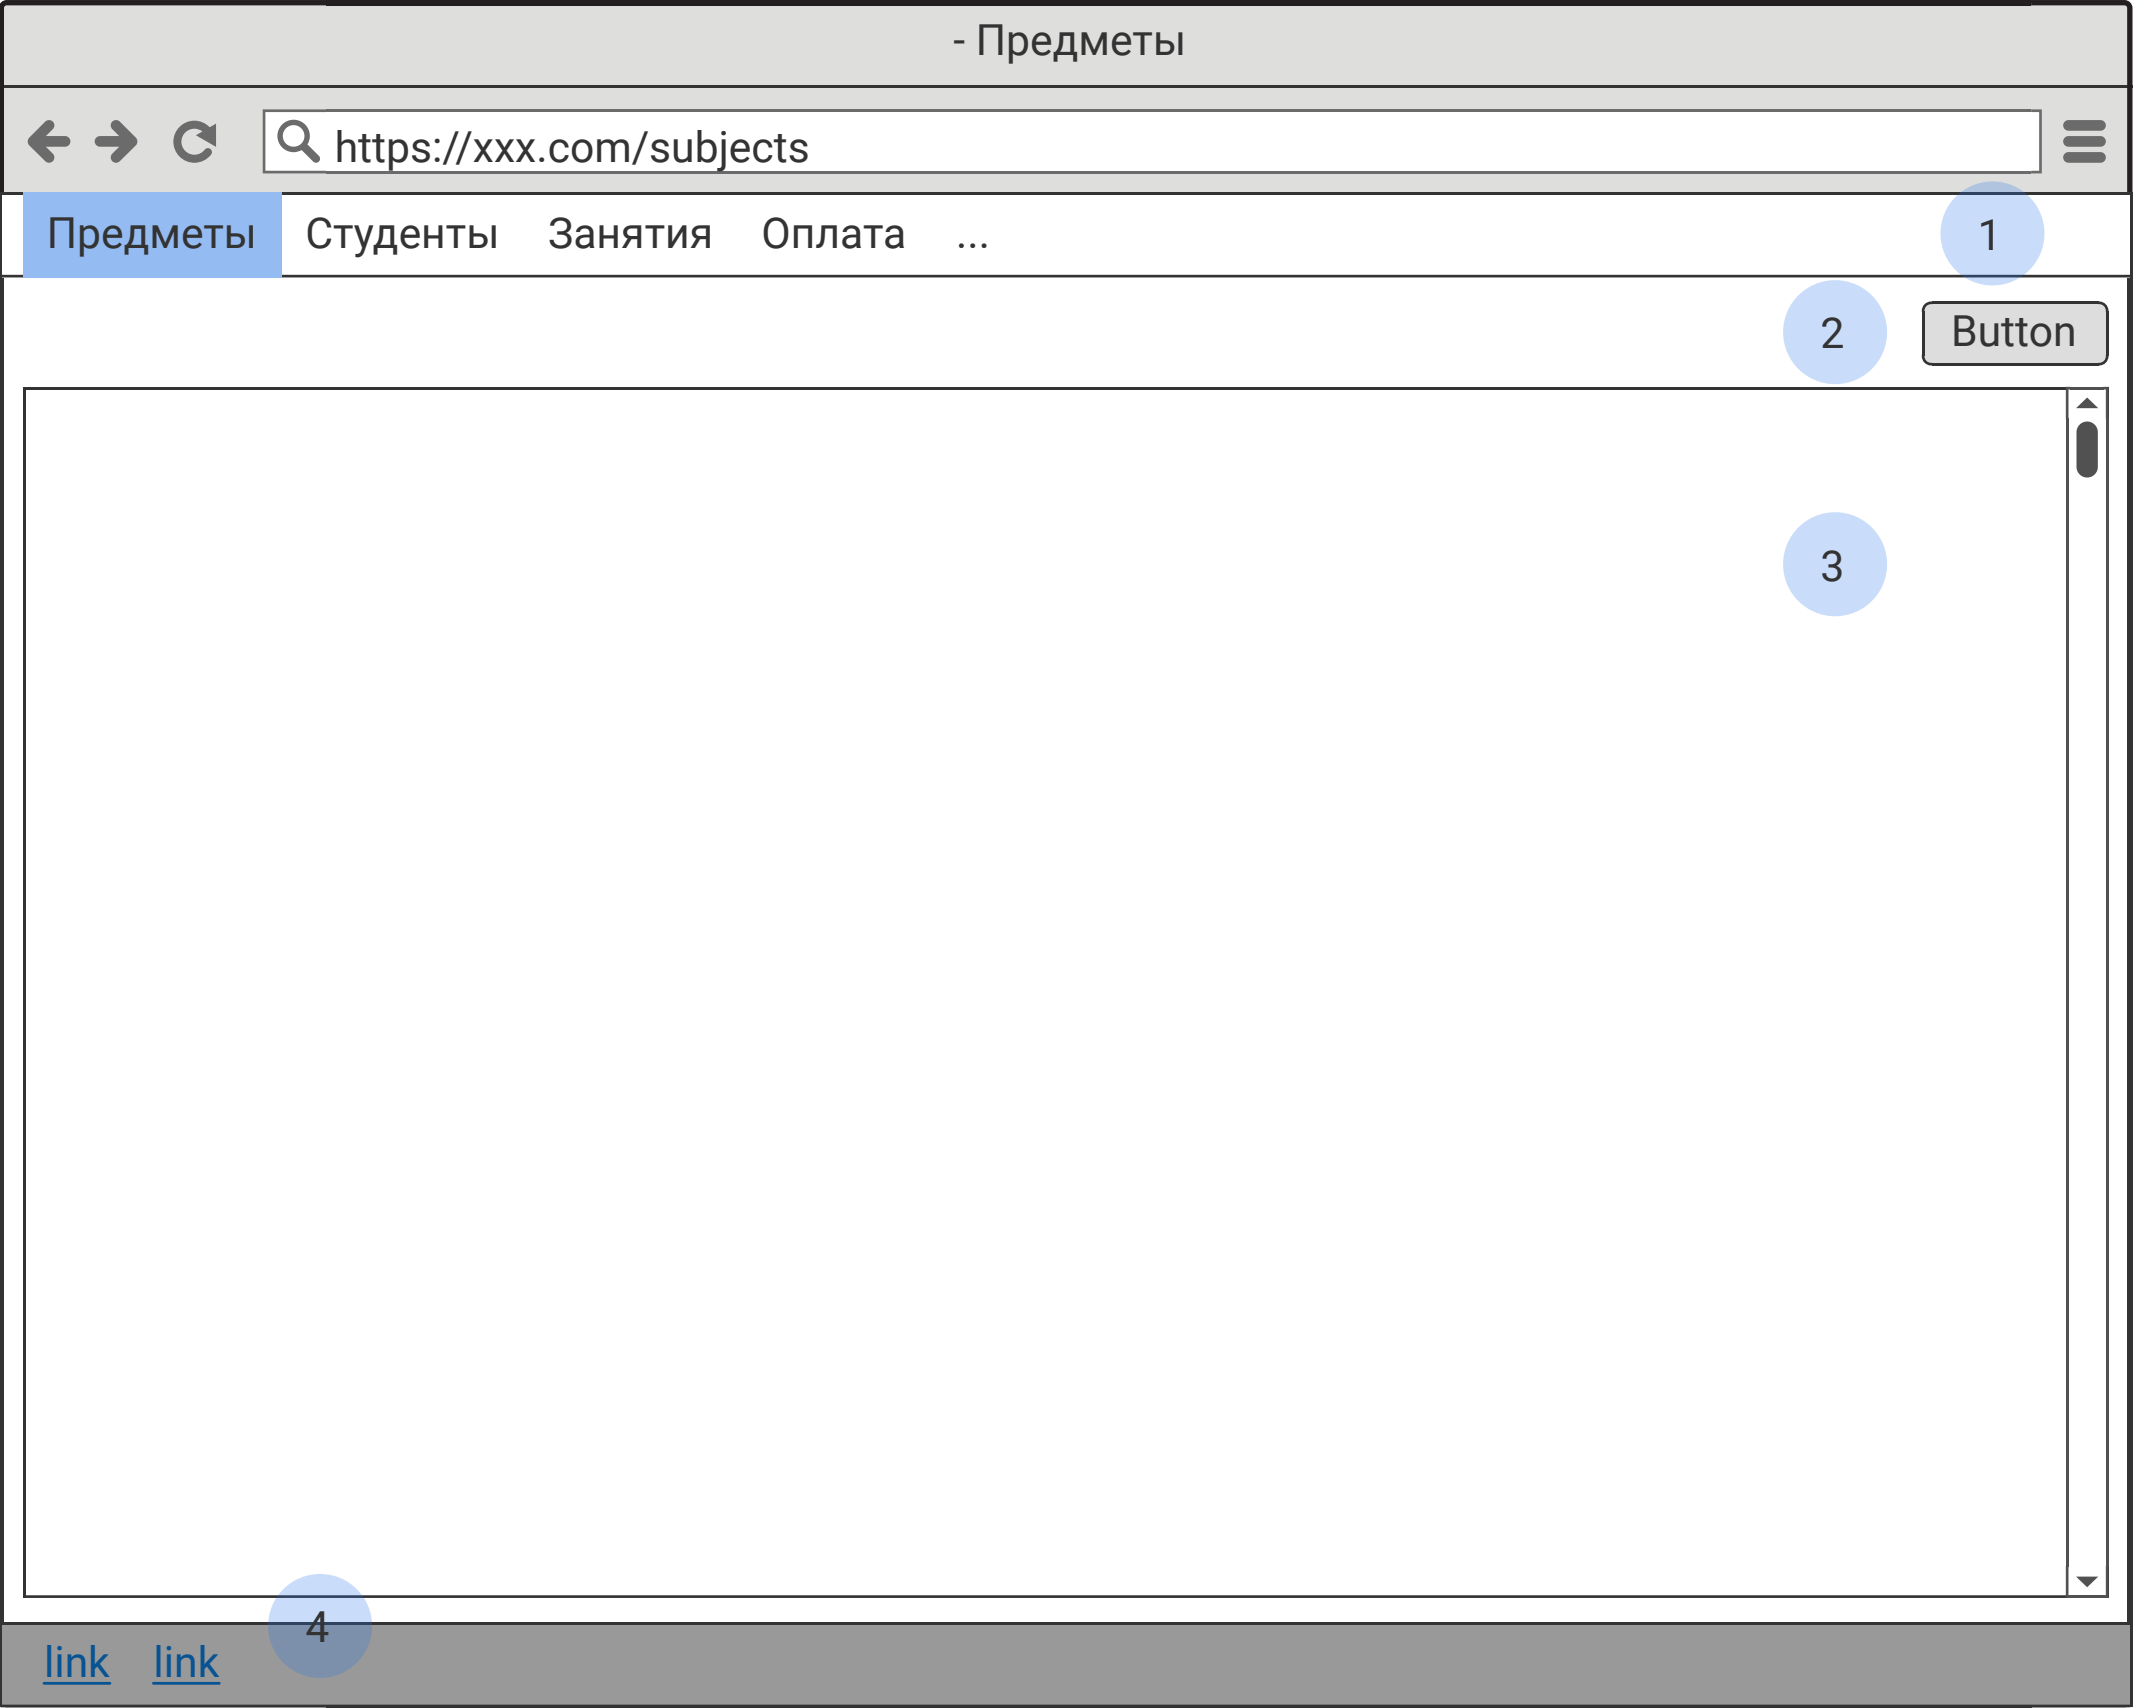 - Предметы
https://xxx.com/subjects
Предметы Студенты Занятия Оплата ... 1
2 Button
3
4
link link